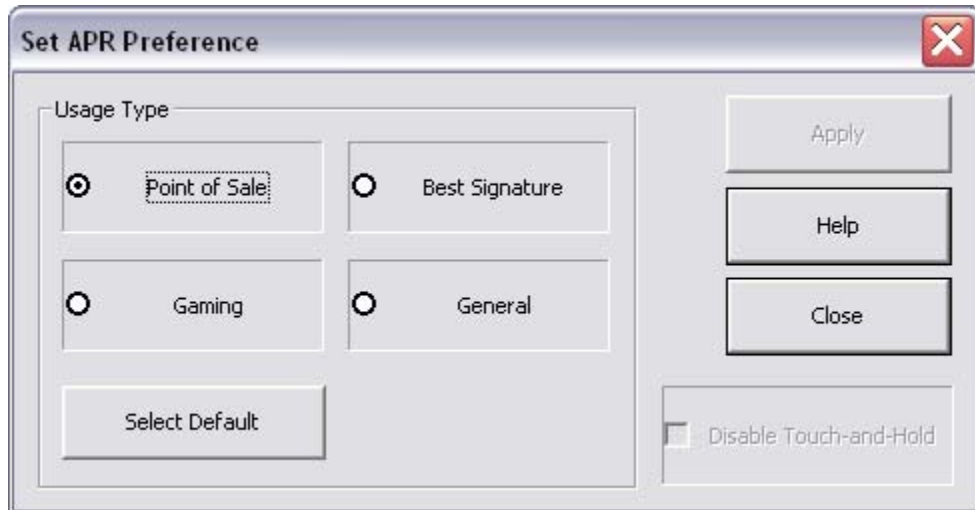 Set APR Preference
Usage Type
Point of Sale
Best Signature
Gaming
General
Select Default
Apply
Help
Close
Disable Touch-and-Hold